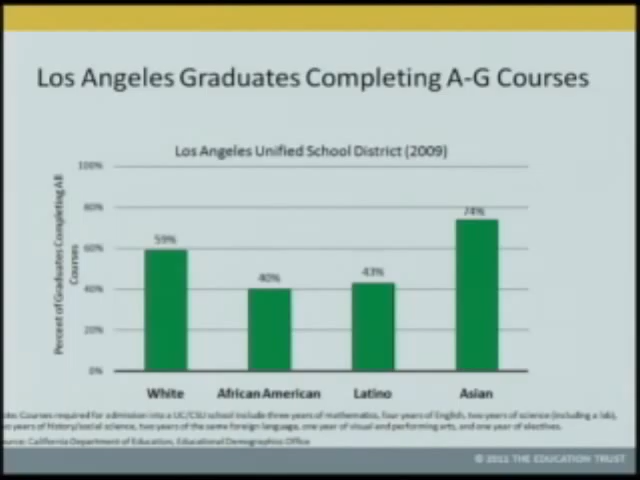 Los Angeles Graduates Completing A-G Courses
Los Angeles Unified School District (2009)
100%
80%
60%
40%
20%
0%
Percent of Graduates Completing All
Courses
59%
40%
43%
74%
White
African American
Latino
Asian
Courses required for admission into a UC/CSU school include three years of mathematics, four years of English, two years of science (including a lab),
years of history/social science, two years of the same foreign language, one year of visual and performing arts, and one year of electives.
California Department of Education, Educational Demographics Office
© 2011 THE EDUCATION TRUST